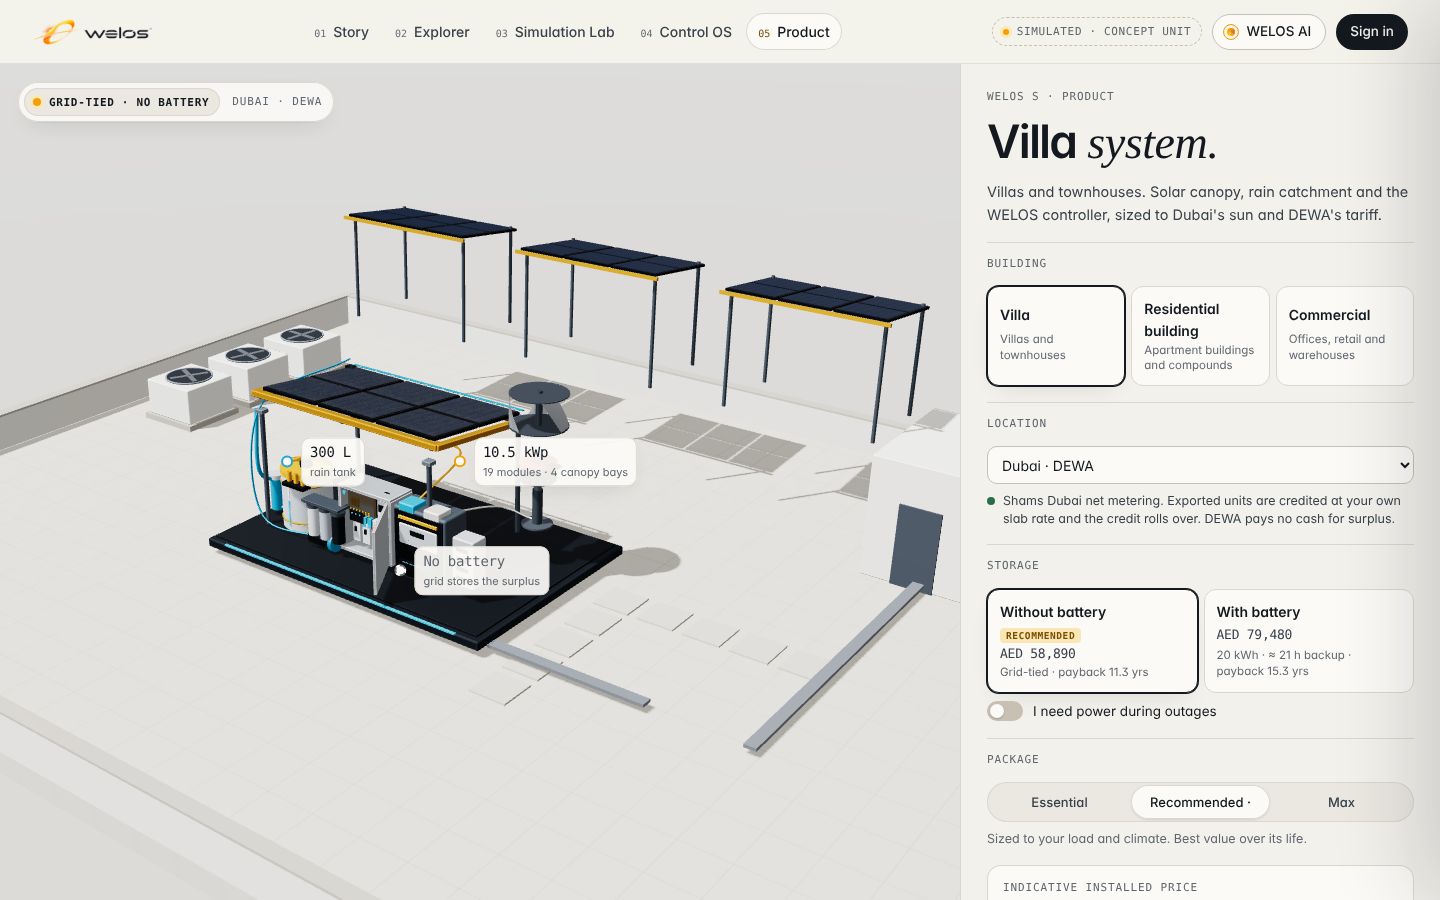 welos
01 Story
02 Explorer
03 Simulation Lab
04 Control OS
05 Product
SIMULATED · CONCEPT UNIT
WELOS AI
Sign in
GRID-TIED · NO BATTERY
DUBAI · DEWA
300 L
rain tank
10.5 kWp
19 modules · 4 canopy bays
No battery
grid stores the surplus
WELOS S · PRODUCT
Villa system.
Villas and townhouses. Solar canopy, rain catchment and the
WELOS controller, sized to Dubai's sun and DEWA's tariff.
BUILDING
Villa
Villas and
townhouses
Residential
building
Apartment buildings
and compounds
Commercial
Offices, retail and
warehouses
LOCATION
Dubai · DEWA
Shams Dubai net metering. Exported units are credited at your own
slab rate and the credit rolls over. DEWA pays no cash for surplus.
STORAGE
Without battery
RECOMMENDED
AED 58,890
Grid-tied · payback 11.3 yrs
With battery
AED 79,480
20 kWh · ≈ 21 h backup ·
payback 15.3 yrs
I need power during outages
PACKAGE
Essential
Recommended ·
Max
Sized to your load and climate. Best value over its life.
INDICATIVE INSTALLED PRICE